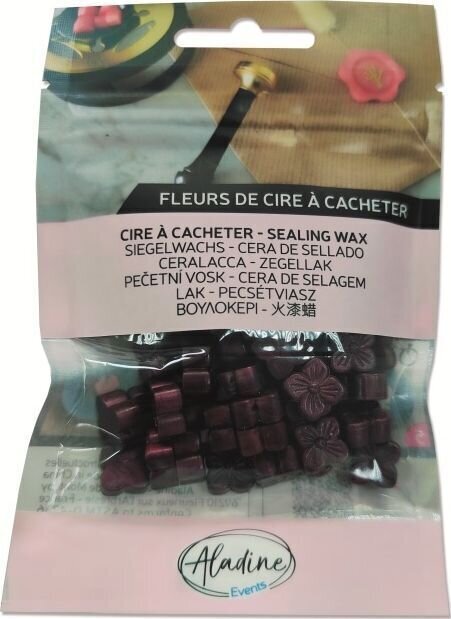 FLEURS DE CIRE À CACHETER
CIRE À CACHETER - SEALING WAX
SIEGELWACHS - CERA DE SELLADO
CERALACCA - ZEGELLAK
PEČETNÍ VOSK - CERA DE SELAGEM
LAK - PECSÉTVIASZ
ΒΟΥΛΟΚΕΡΙ - 火漆蜡
Aladine
Events